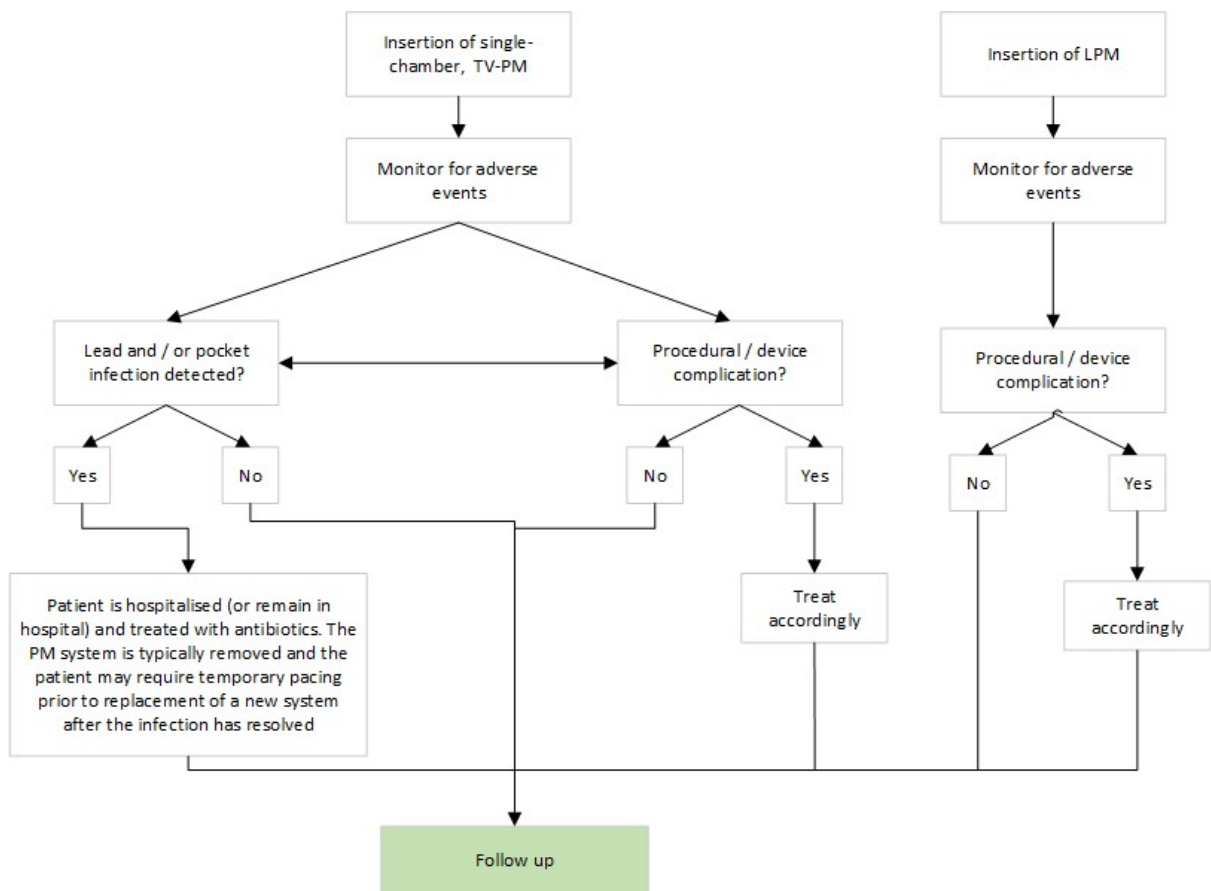 Insertion of single-
chamber, TV-PM
Insertion of LPM
Monitor for adverse
events
Monitor for adverse
events
Lead and / or pocket
infection detected?
Procedural / device
complication?
Procedural / device
complication?
Yes
No
No
Yes
No
Yes
Patient is hospitalised (or remain in
hospital) and treated with antibiotics. The
PM system is typically removed and the
patient may require temporary pacing
prior to replacement of a new system
after the infection has resolved
Treat
accordingly
Treat
accordingly
Follow up